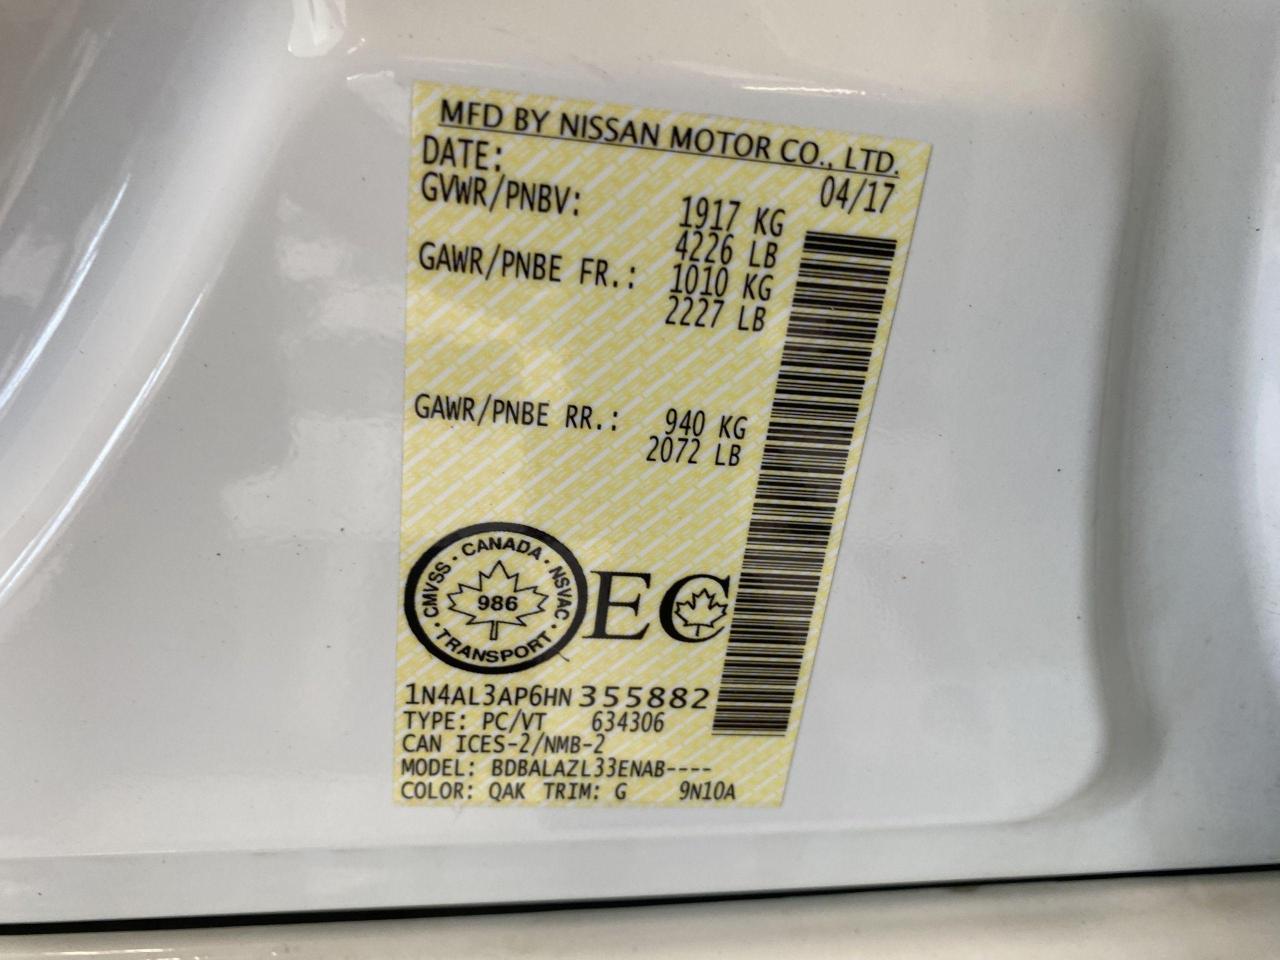 MFD BY NISSAN MOTOR CO., LTD.
DATE: 04/17
GVWR/PNBV: 1917 KG
4226 LB
GAWR/PNBE FR.: 1010 KG
2227 LB
GAWR/PNBE RR.: 940 KG
2072 LB
CMVSS · CANADA · NSVAC · TRANSPORT ·
986
EC
1N4AL3AP6HN 355882
TYPE: PC/VT 634306
CAN ICES-2/NMB-2
MODEL: BDBALAZL33ENAB----
COLOR: QAK TRIM: G 9N10A